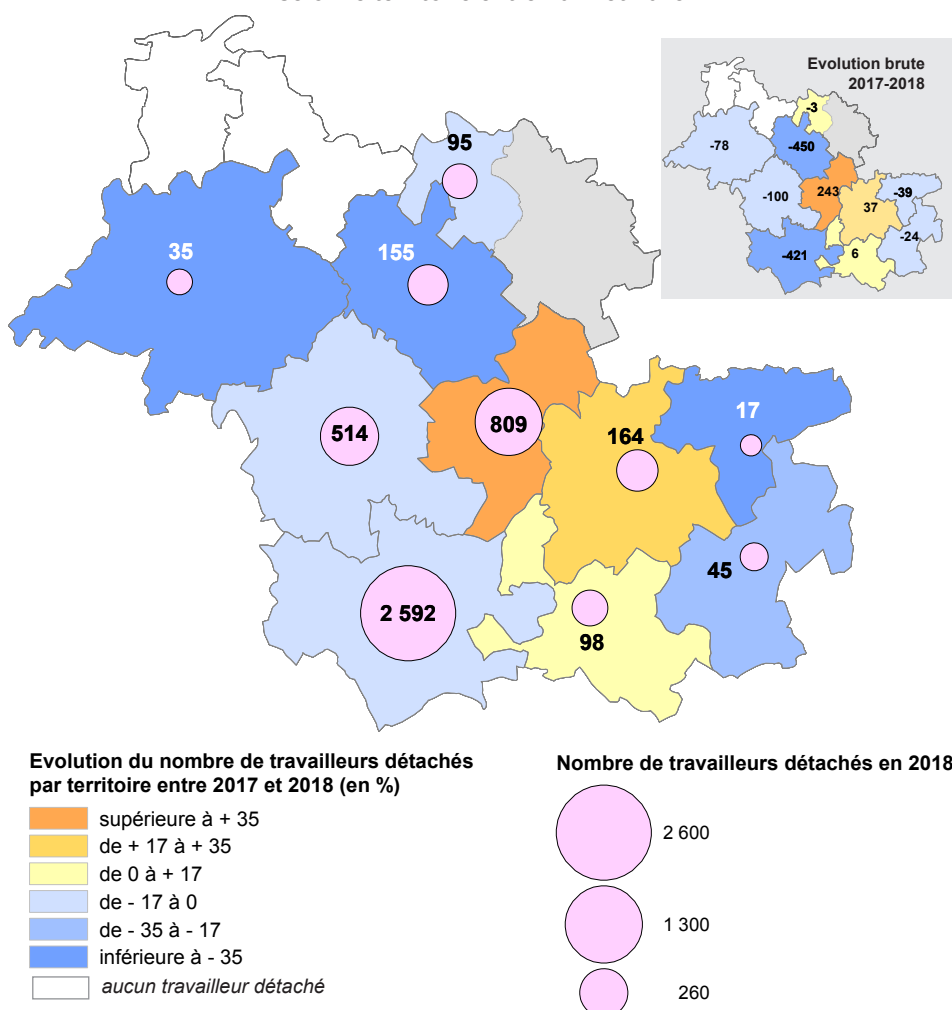 Evolution brute
2017-2018
-3
-78
-450
-100
243
-39
37
-24
-421
6
95
35
155
514
809
164
17
45
2 592
98
Evolution du nombre de travailleurs détachés
par territoire entre 2017 et 2018 (en %)
supérieure à + 35
de + 17 à + 35
de 0 à + 17
de - 17 à 0
de - 35 à - 17
inférieure à - 35
aucun travailleur détaché
Nombre de travailleurs détachés en 2018
2 600
1 300
260